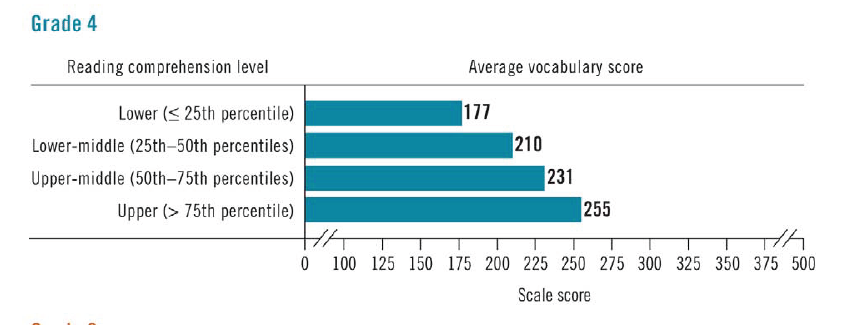 Grade 4
Reading comprehension level Average vocabulary score
Lower (≤ 25th percentile) 177
Lower-middle (25th–50th percentiles) 210
Upper-middle (50th–75th percentiles) 231
Upper (> 75th percentile) 255
0 100 125 150 175 200 225 250 275 300 325 350 375 500
Scale score